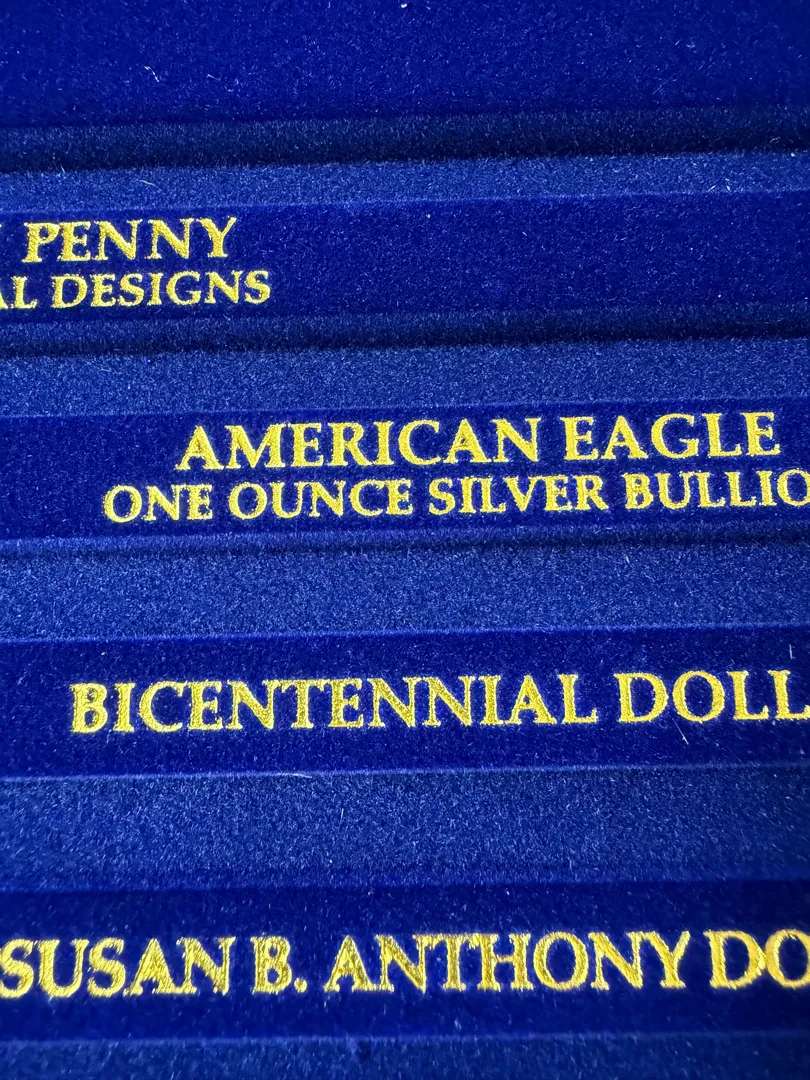 PENNY
AL DESIGNS
AMERICAN EAGLE
ONE OUNCE SILVER BULLIO
BICENTENNIAL DOLL
SUSAN B. ANTHONY DO